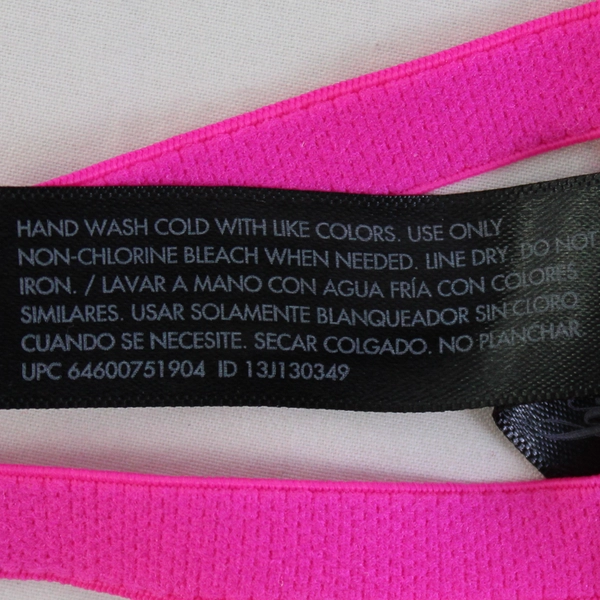 HAND WASH COLD WITH LIKE COLORS. USE ONLY
NON-CHLORINE BLEACH WHEN NEEDED. LINE DRY. DO NOT
IRON. / LAVAR A MANO CON AGUA FRÍA CON COLORES
SIMILARES. USAR SOLAMENTE BLANQUEADOR SIN CLORO
CUANDO SE NECESITE. SECAR COLGADO. NO PLANCHAR.
UPC 64600751904 ID 13J130349